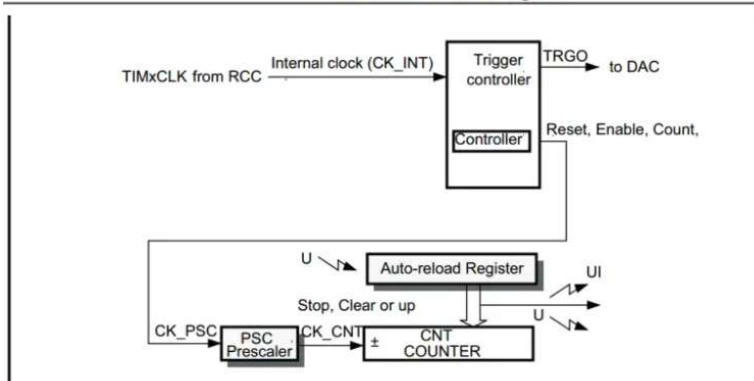 Internal clock (CK_INT)
TIMxCLK from RCC
Trigger
controller
TRGO
to DAC
Controller
Reset, Enable, Count,
U
Auto-reload Register
UI
Stop, Clear or up
U
CK_PSC
PSC
Prescaler
CK_CNT
±
CNT
COUNTER